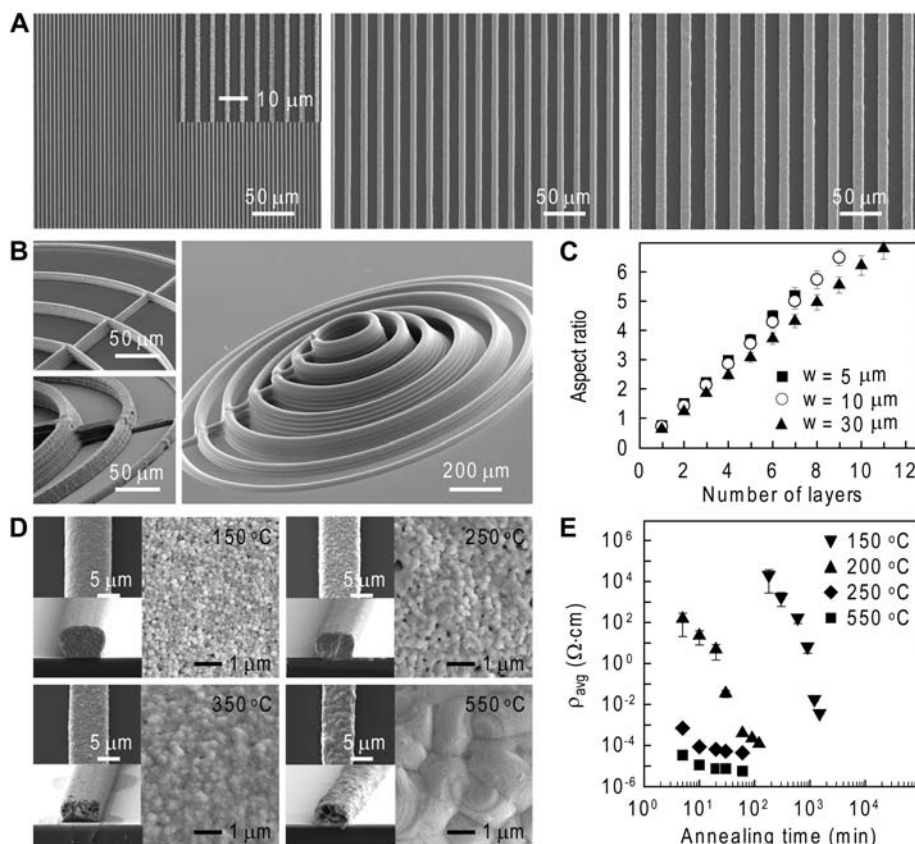 A
10 μm
50 μm
50 μm
50 μm
B
50 μm
50 μm
200 μm
C
Aspect ratio
6
5
4
3
2
1
0
w = 5 μm
w = 10 μm
w = 30 μm
0 2 4 6 8 10 12
Number of layers
D
150 °C
5 μm
1 μm
250 °C
5 μm
1 μm
350 °C
5 μm
1 μm
550 °C
5 μm
1 μm
E
ρavg (Ω·cm)
10⁶
10⁴
10²
10⁰
10⁻²
10⁻⁴
10⁻⁶
150 °C
200 °C
250 °C
550 °C
10⁰ 10¹ 10² 10³ 10⁴
Annealing time (min)